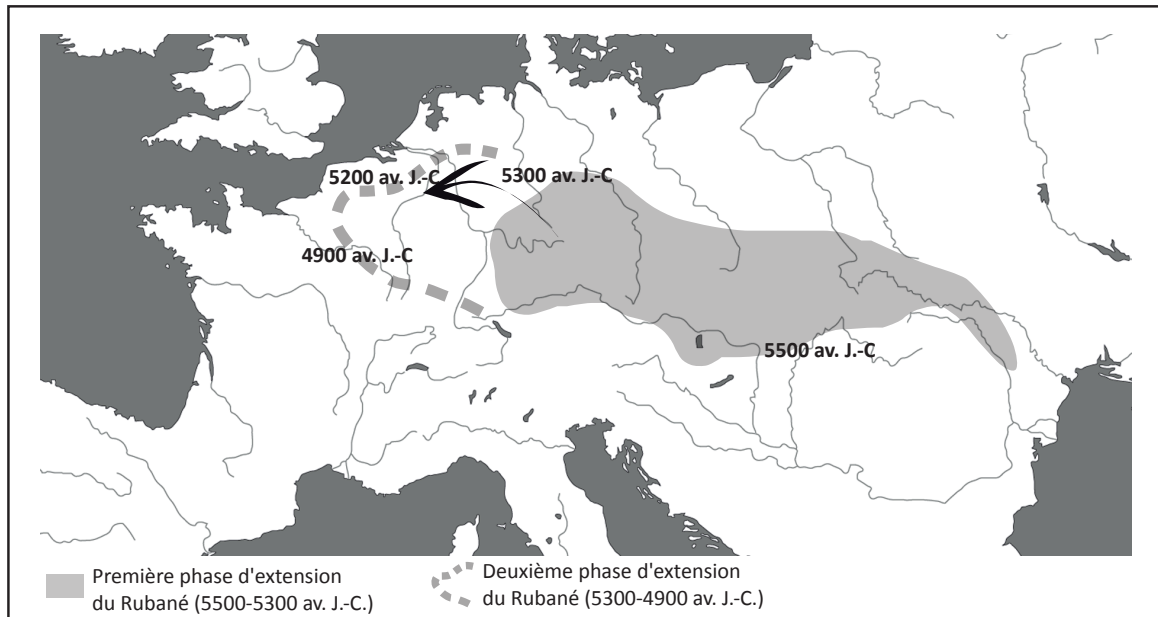 5200 av. J.-C
5300 av. J.-C
4900 av. J.-C
5500 av. J.-C
Première phase d'extension
du Rubané (5500-5300 av. J.-C.)
Deuxième phase d'extension
du Rubané (5300-4900 av. J.-C.)